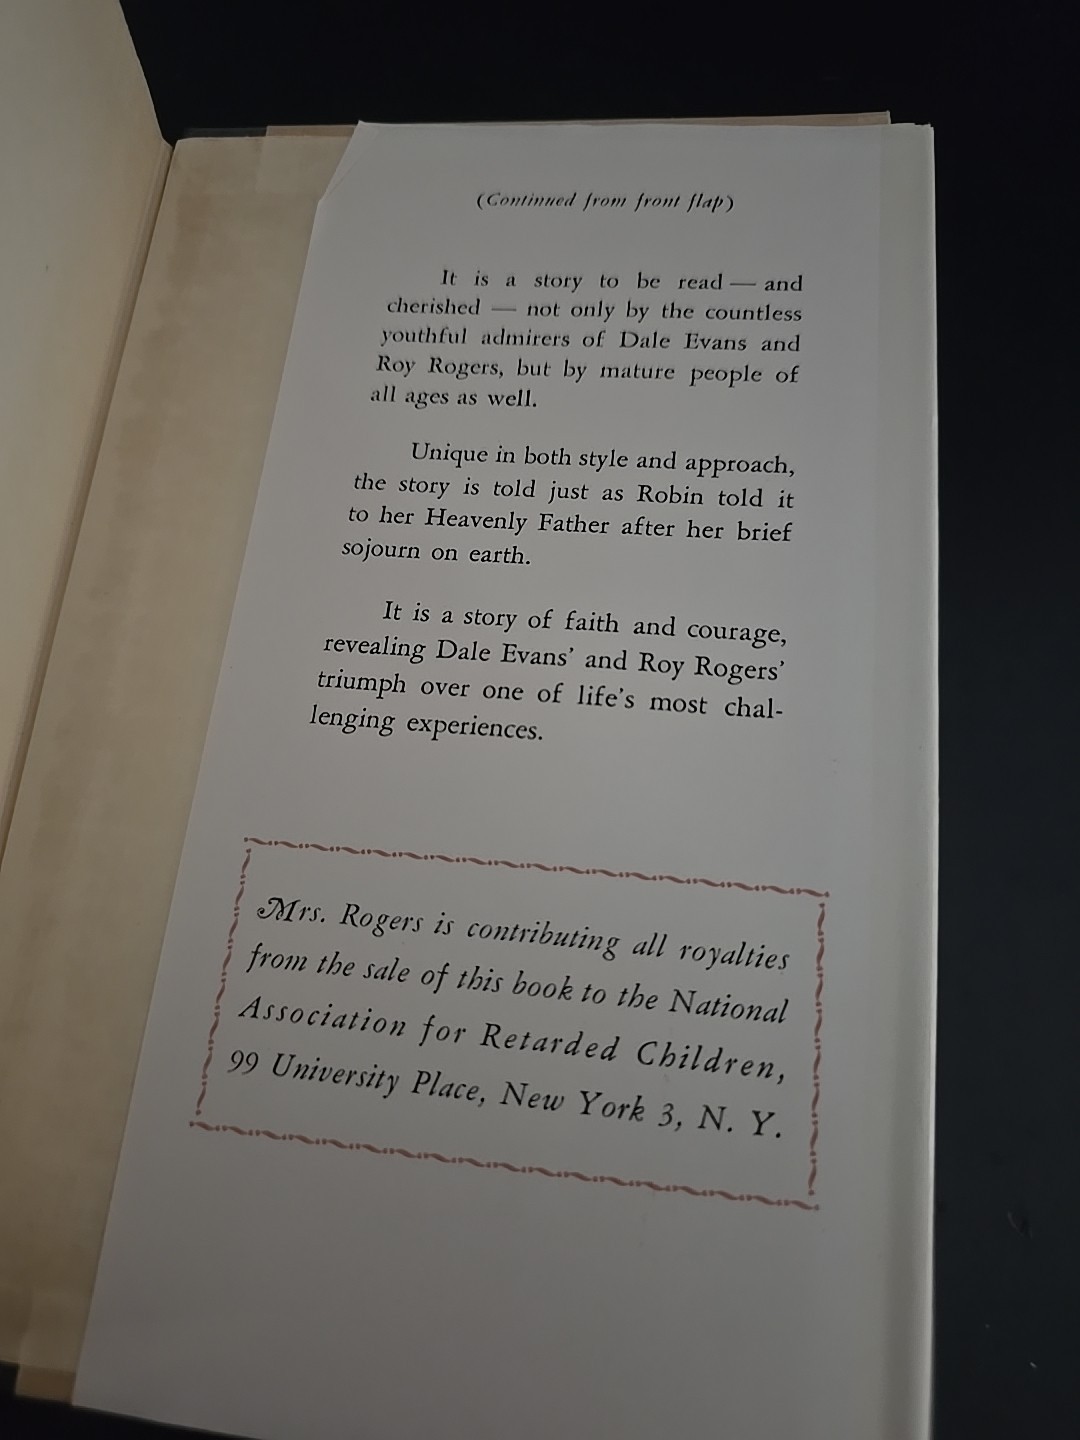 (Continued from front flap)
It is a story to be read — and
cherished — not only by the countless
youthful admirers of Dale Evans and
Roy Rogers, but by mature people of
all ages as well.
Unique in both style and approach,
the story is told just as Robin told it
to her Heavenly Father after her brief
sojourn on earth.
It is a story of faith and courage,
revealing Dale Evans’ and Roy Rogers’
triumph over one of life’s most chal-
lenging experiences.
Mrs. Rogers is contributing all royalties
from the sale of this book to the National
Association for Retarded Children,
99 University Place, New York 3, N. Y.